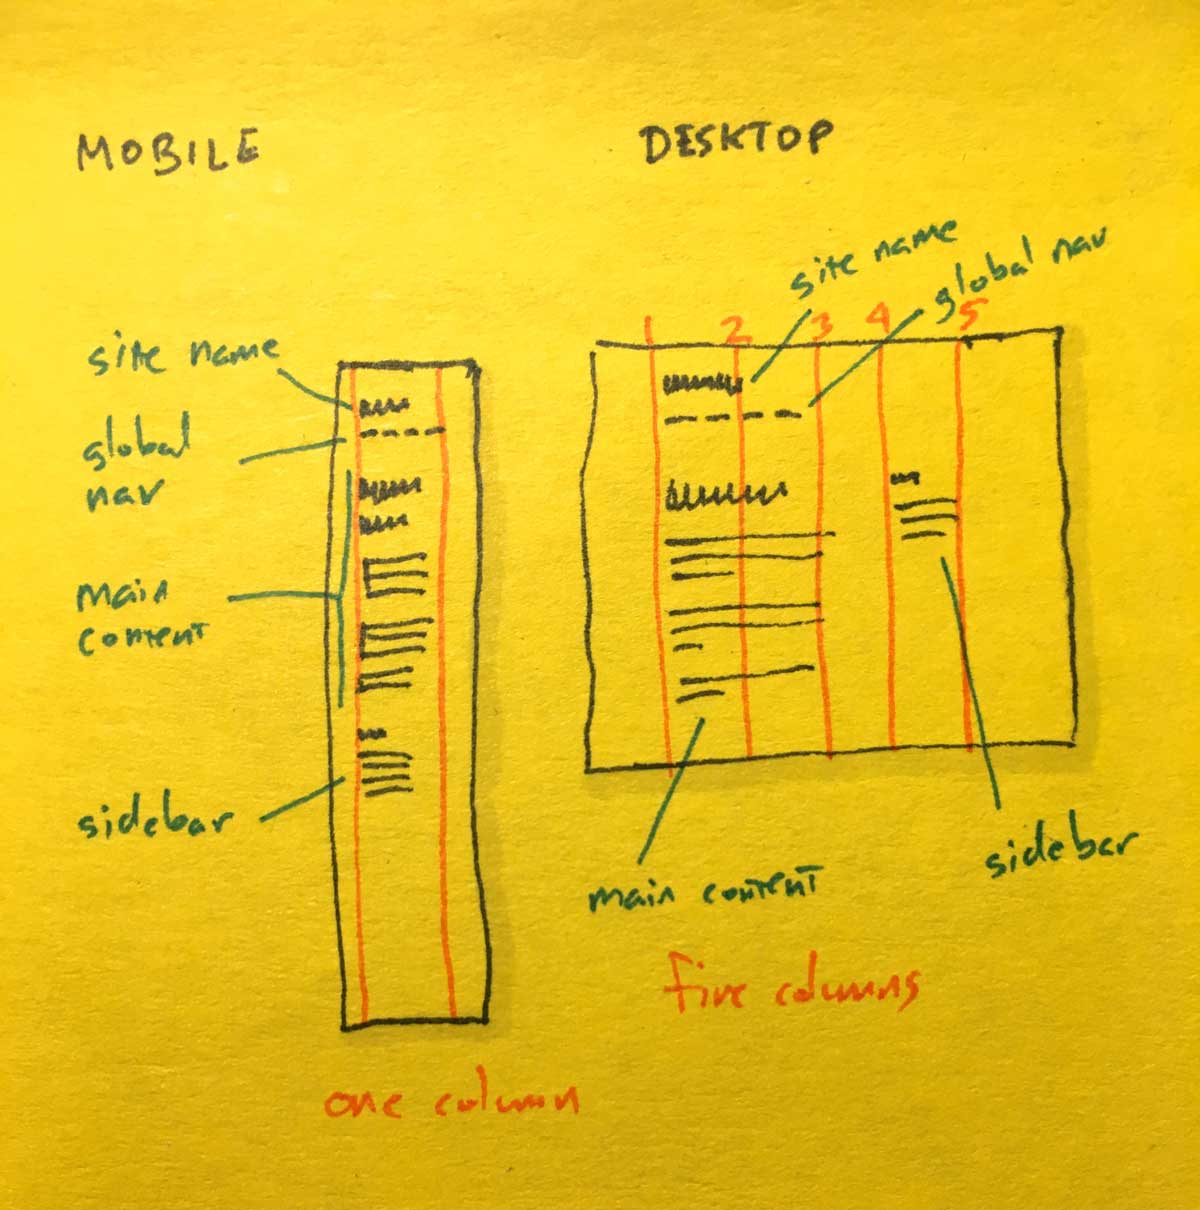 MOBILE
site name
global
nav
main
content
sidebar
one column
DESKTOP
site name
global nav
1 2 3 4 5
main content
sidebar
five columns